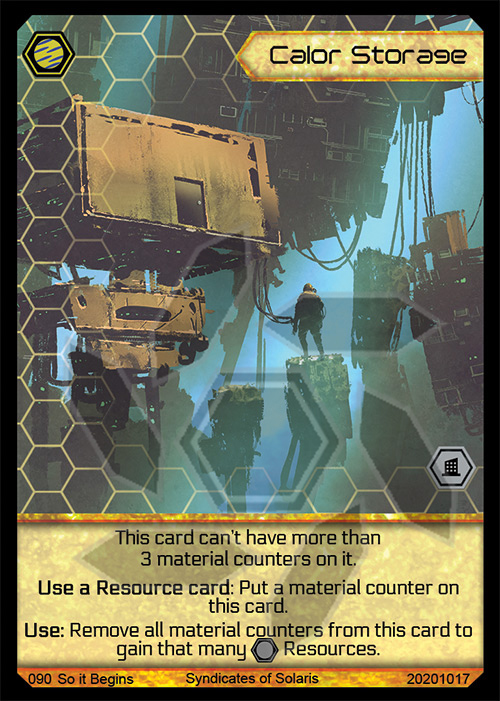 Calor Storage
This card can't have more than
3 material counters on it.
Use a Resource card: Put a material counter on
this card.
Use: Remove all material counters from this card to
gain that many Resources.
090 So it Begins Syndicates of Solaris 20201017